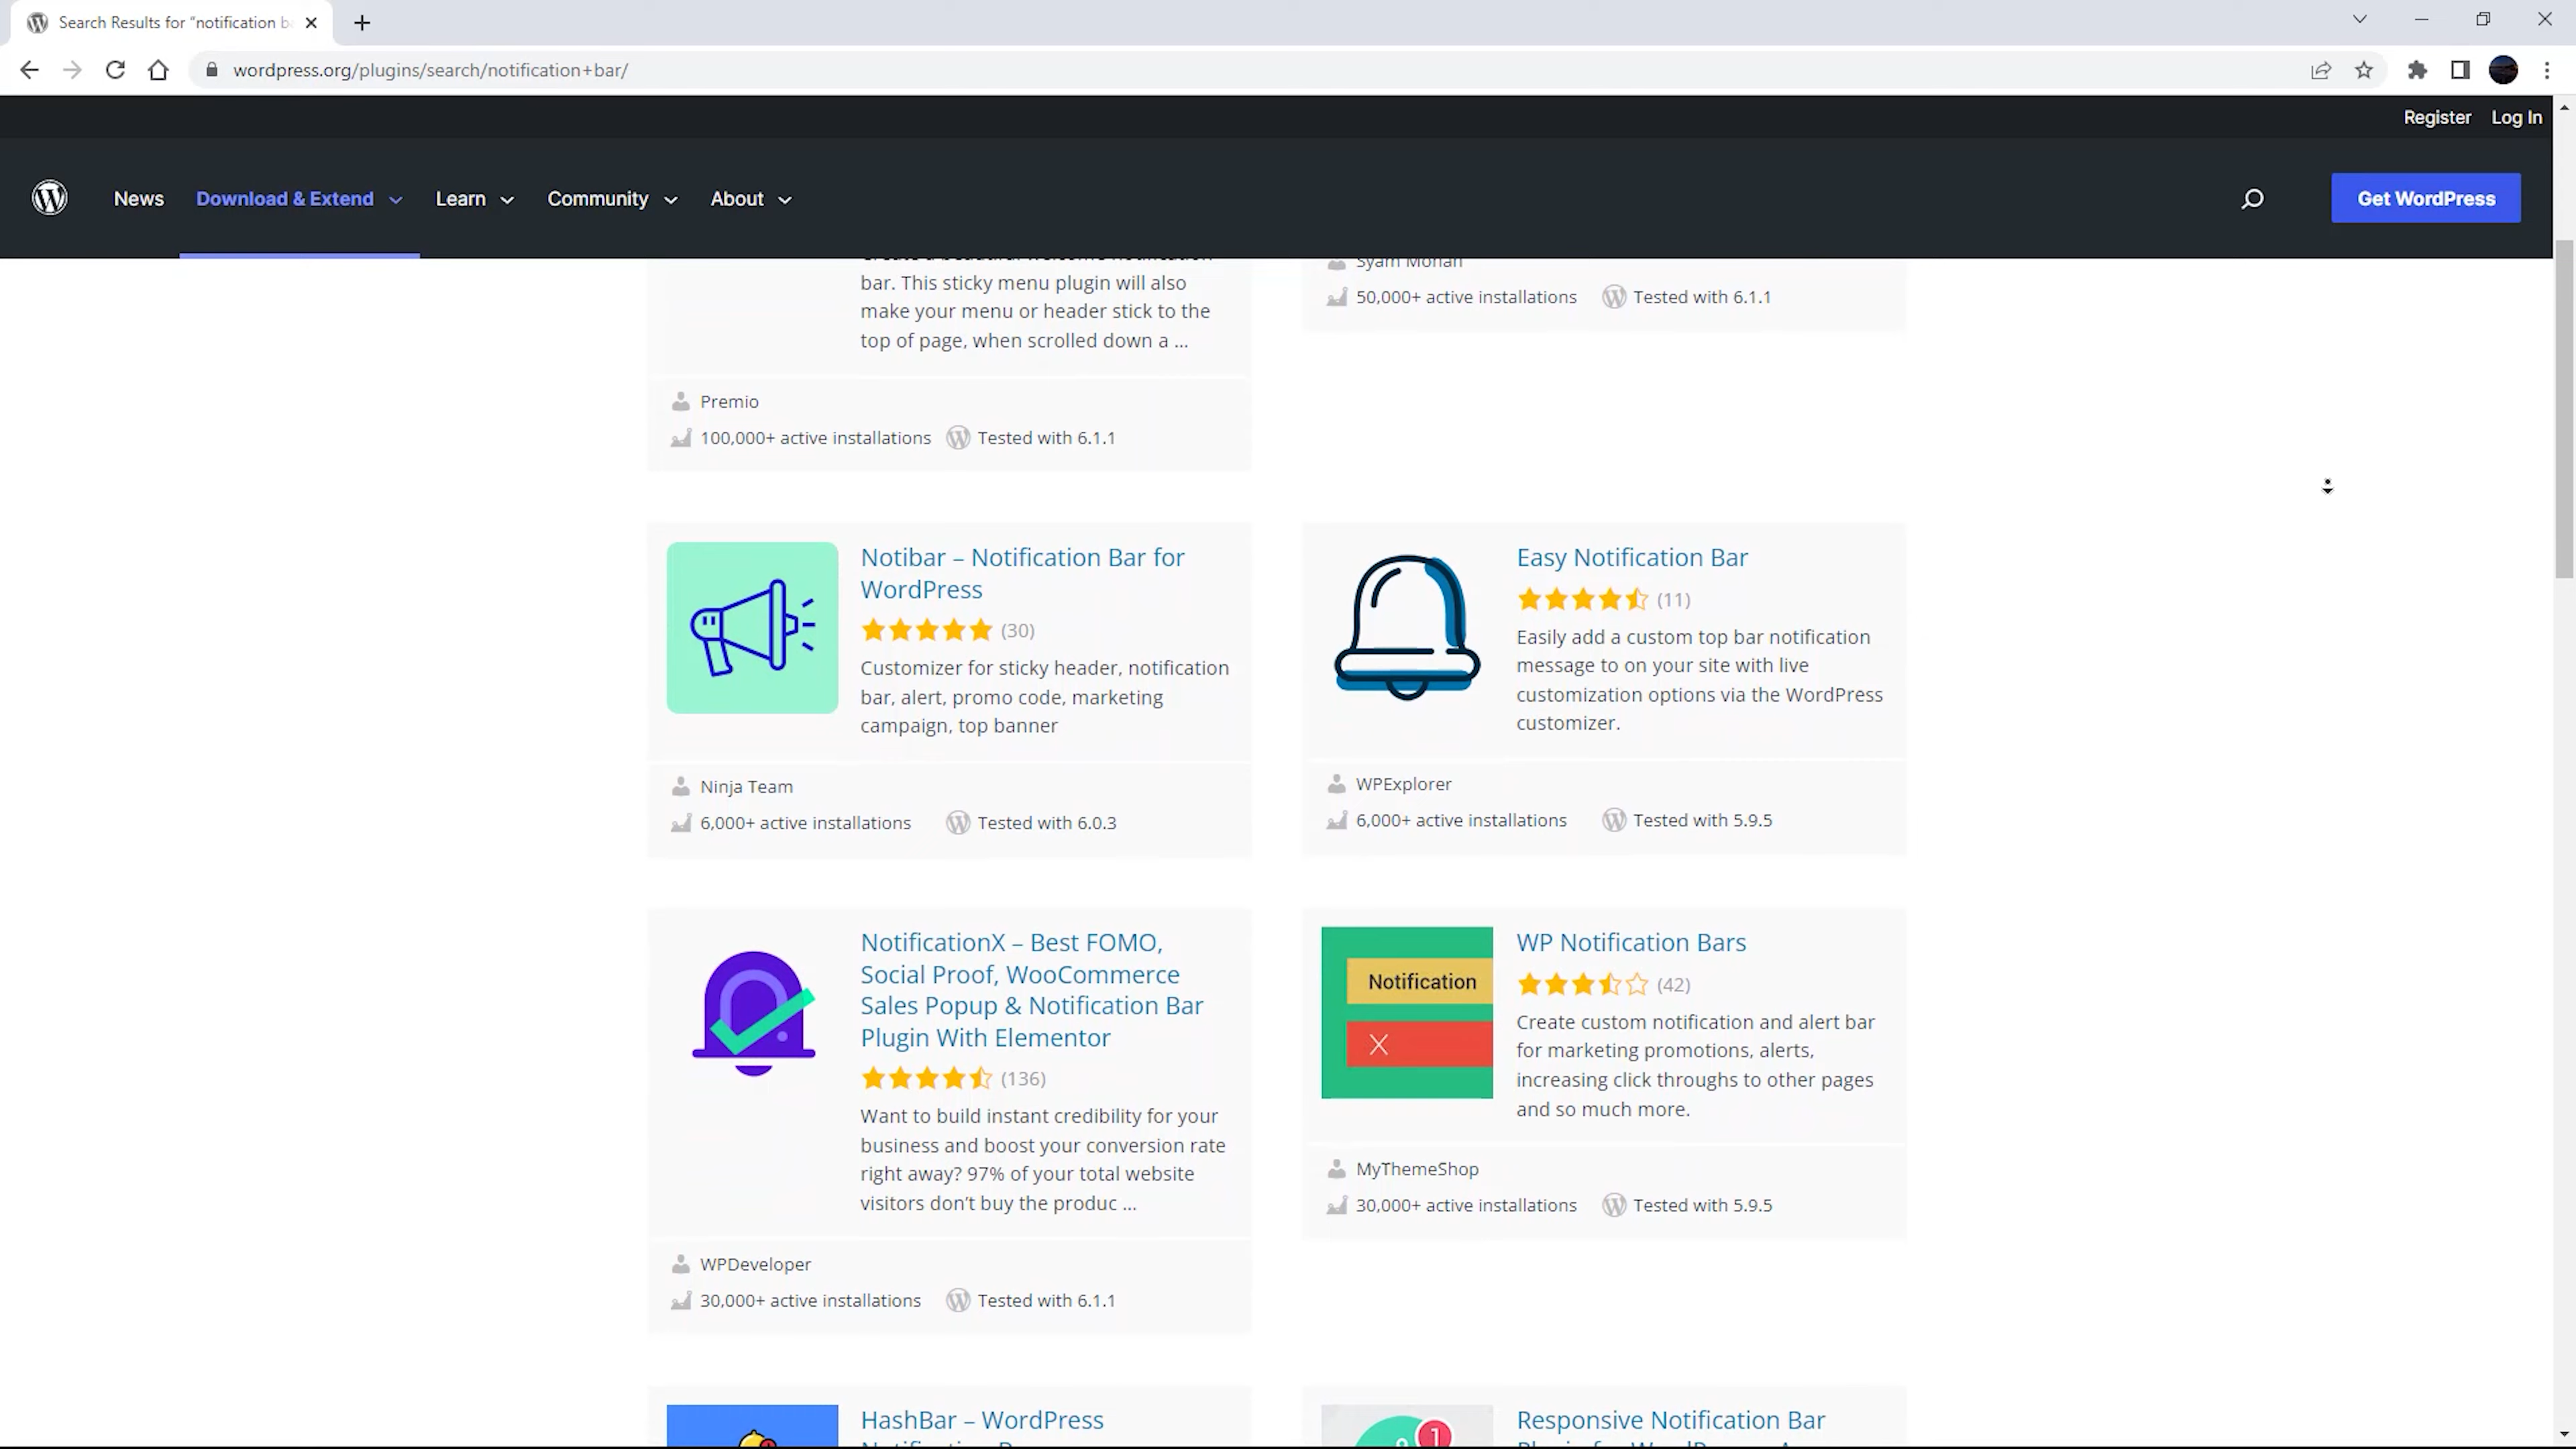 Search Results for “notification b
wordpress.org/plugins/search/notification+bar/
Register Log In
News Download & Extend Learn Community About Get WordPress
bar. This sticky menu plugin will also
make your menu or header stick to the
top of page, when scrolled down a ...
Premio
100,000+ active installations Tested with 6.1.1
Syam Mohan
50,000+ active installations Tested with 6.1.1
Notibar – Notification Bar for
WordPress
(30)
Customizer for sticky header, notification
bar, alert, promo code, marketing
campaign, top banner
Ninja Team
6,000+ active installations Tested with 6.0.3
Easy Notification Bar
(11)
Easily add a custom top bar notification
message to on your site with live
customization options via the WordPress
customizer.
WPExplorer
6,000+ active installations Tested with 5.9.5
NotificationX – Best FOMO,
Social Proof, WooCommerce
Sales Popup & Notification Bar
Plugin With Elementor
(136)
Want to build instant credibility for your
business and boost your conversion rate
right away? 97% of your total website
visitors don’t buy the produc ...
WPDeveloper
30,000+ active installations Tested with 6.1.1
Notification
X
WP Notification Bars
(42)
Create custom notification and alert bar
for marketing promotions, alerts,
increasing click throughs to other pages
and so much more.
MyThemeShop
30,000+ active installations Tested with 5.9.5
HashBar – WordPress
1
Responsive Notification Bar